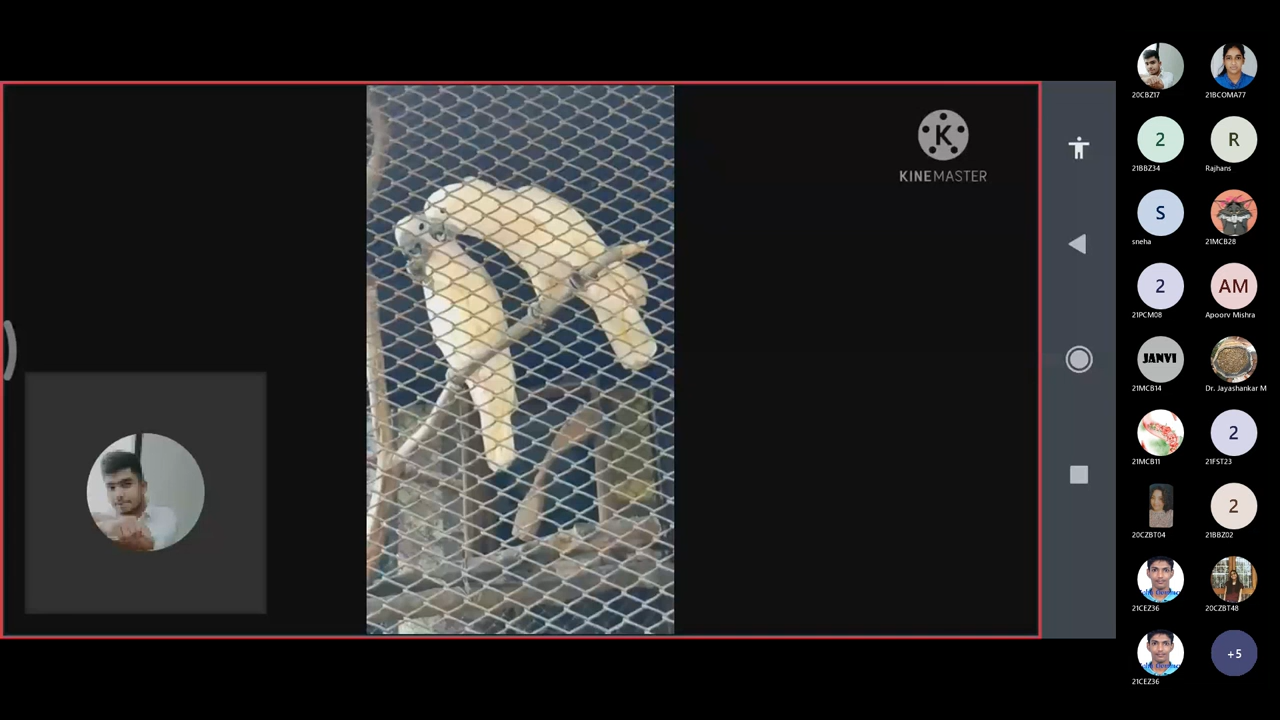 K
KINEMASTER
20CBZ17
21BCOMA77
2
R
21BBZ34
Rajhans
S
sneha
21MCB28
2
AM
21PCM08
Apoorv Mishra
JANVI
21MCB14
Dr. Jayashankar M
2
21MCB11
21FST23
2
20CZBT04
21BBZ02
21CEZ36
20CZBT48
+5
21CEZ36